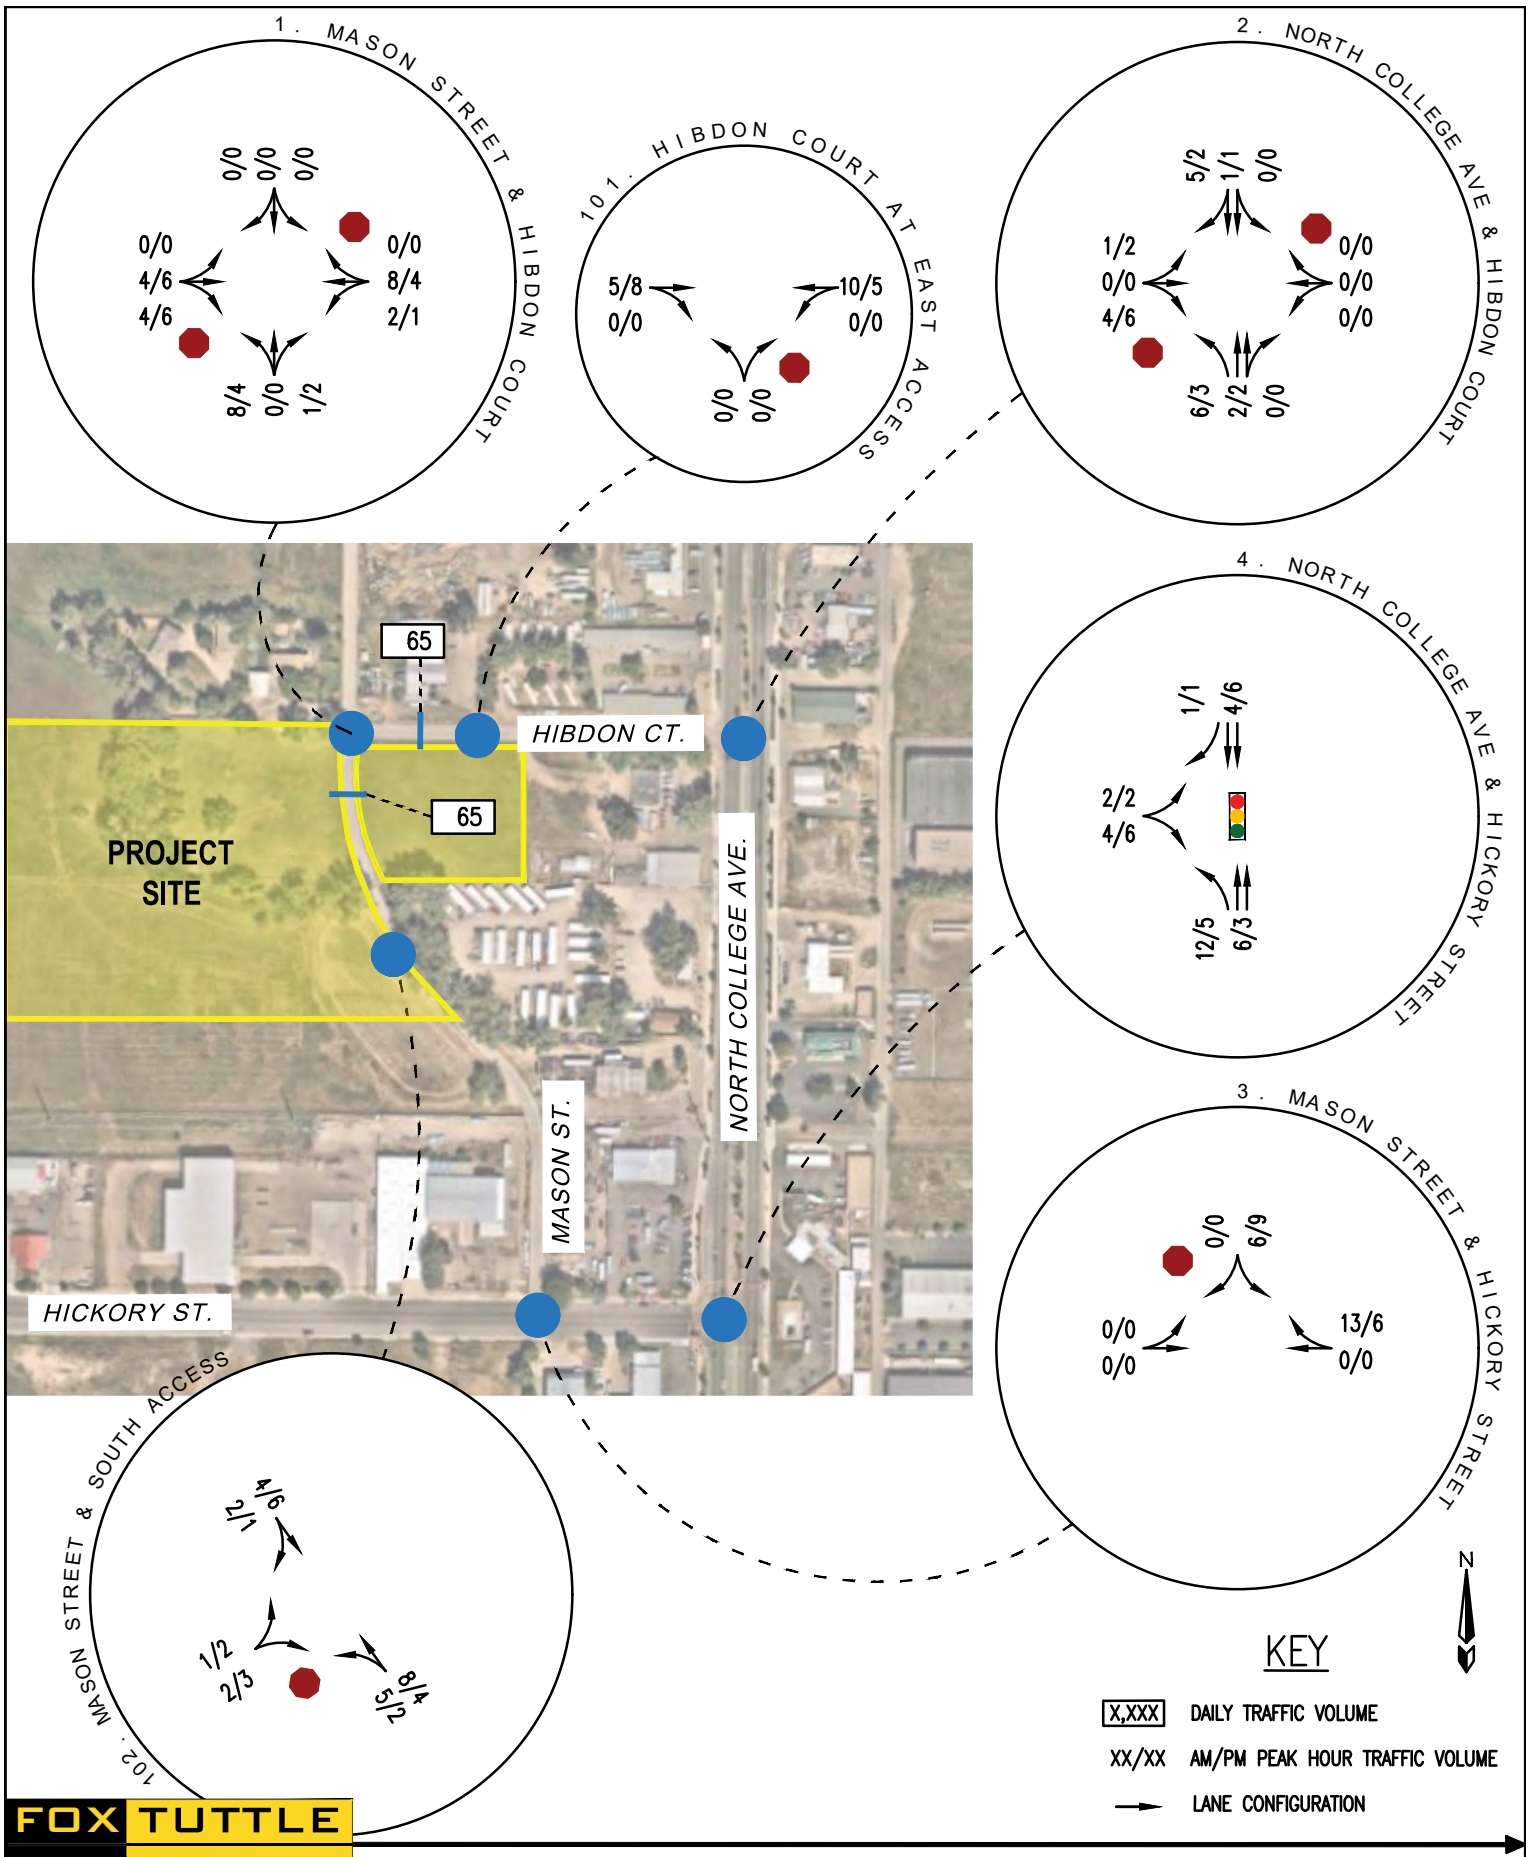 1. MASON STREET & HIBDON COURT
0/0
0/0
0/0
0/0
4/6
4/6
0/0
8/4
2/1
8/4
0/0
1/2
101. HIBDON COURT AT EAST ACCESS
5/8
0/0
10/5
0/0
0/0
0/0
2. NORTH COLLEGE AVE & HIBDON COURT
5/2
1/1
0/0
1/2
0/0
4/6
0/0
0/0
0/0
6/3
2/2
0/0
4. NORTH COLLEGE AVE & HICKORY STREET
1/1
4/6
2/2
4/6
12/5
6/3
65
HIBDON CT.
65
PROJECT
SITE
NORTH COLLEGE AVE.
MASON ST.
HICKORY ST.
3. MASON STREET & HICKORY STREET
0/0
6/9
0/0
0/0
13/6
0/0
102. MASON STREET & SOUTH ACCESS
4/6
2/1
1/2
2/3
8/4
5/2
N
KEY
X,XXX DAILY TRAFFIC VOLUME
XX/XX AM/PM PEAK HOUR TRAFFIC VOLUME
LANE CONFIGURATION
FOX TUTTLE